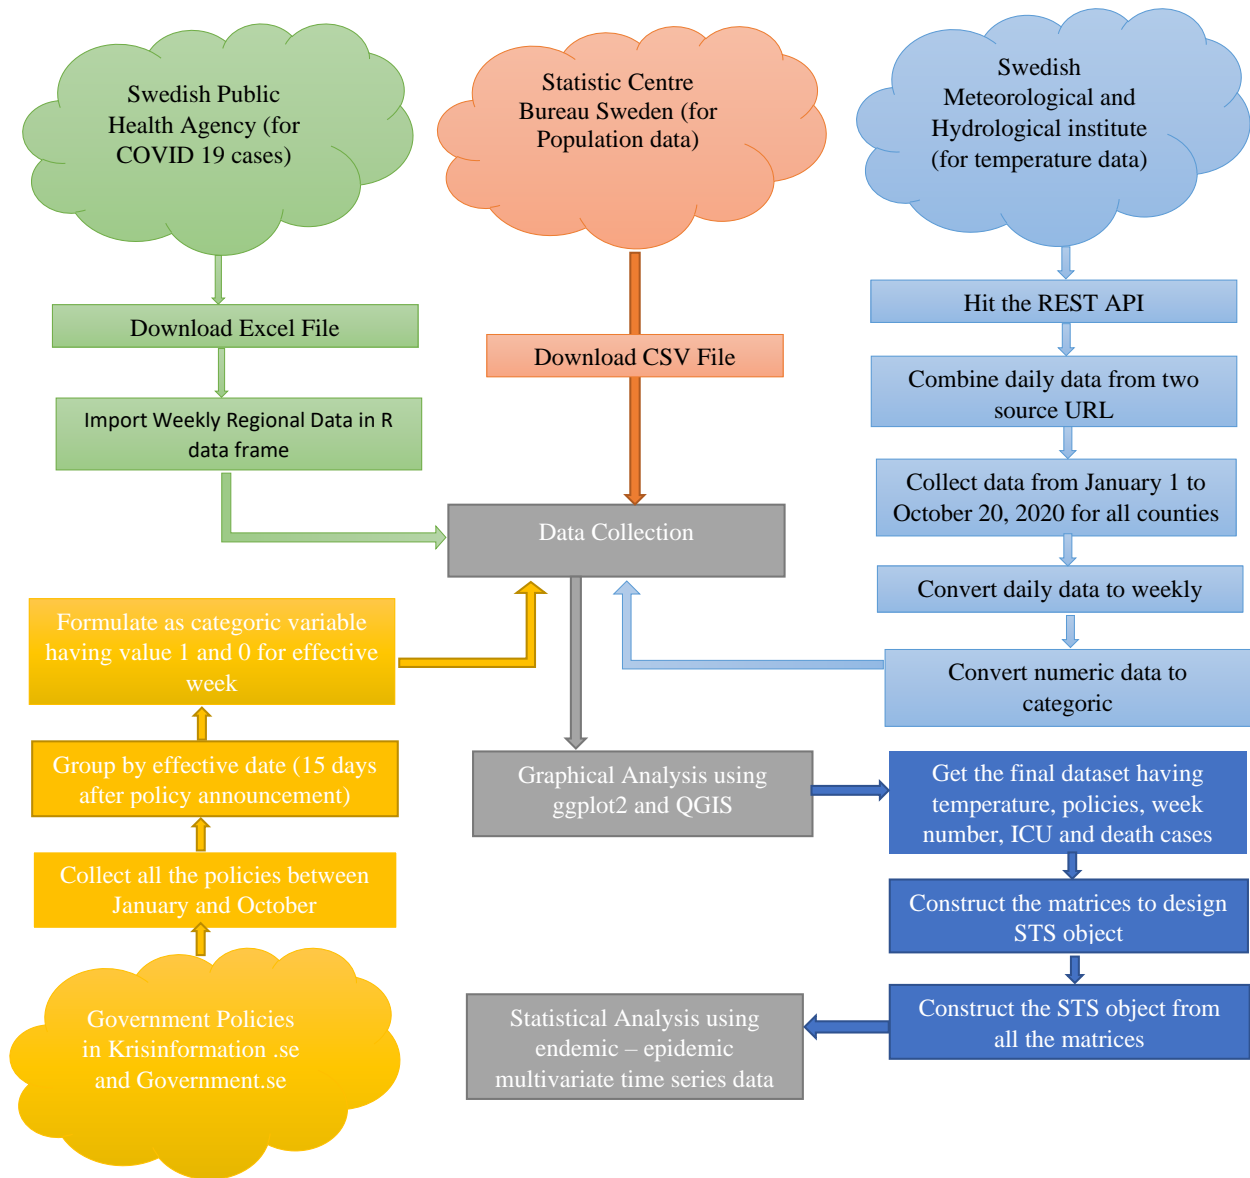 Swedish Public
Health Agency (for
COVID 19 cases)
Statistic Centre
Bureau Sweden (for
Population data)
Swedish
Meteorological and
Hydrological institute
(for temperature data)
Download Excel File
Import Weekly Regional Data in R
data frame
Download CSV File
Hit the REST API
Combine daily data from two
source URL
Collect data from January 1 to
October 20, 2020 for all counties
Convert daily data to weekly
Convert numeric data to
categoric
Data Collection
Formulate as categoric variable
having value 1 and 0 for effective
week
Group by effective date (15 days
after policy announcement)
Collect all the policies between
January and October
Government Policies
in Krisinformation .se
and Government.se
Graphical Analysis using
ggplot2 and QGIS
Get the final dataset having
temperature, policies, week
number, ICU and death cases
Construct the matrices to design
STS object
Construct the STS object from
all the matrices
Statistical Analysis using
endemic – epidemic
multivariate time series data